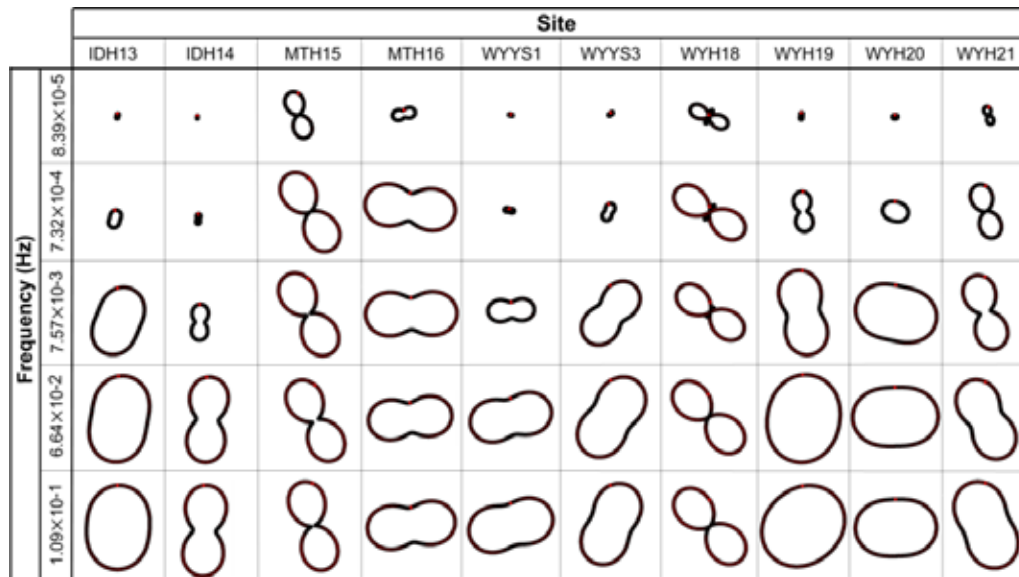 Site
IDH13 IDH14 MTH15 MTH16 WYYS1 WYYS3 WYH18 WYH19 WYH20 WYH21
Frequency (Hz)
8.39×10-5
7.32×10-4
7.57×10-3
6.64×10-2
1.09×10-1